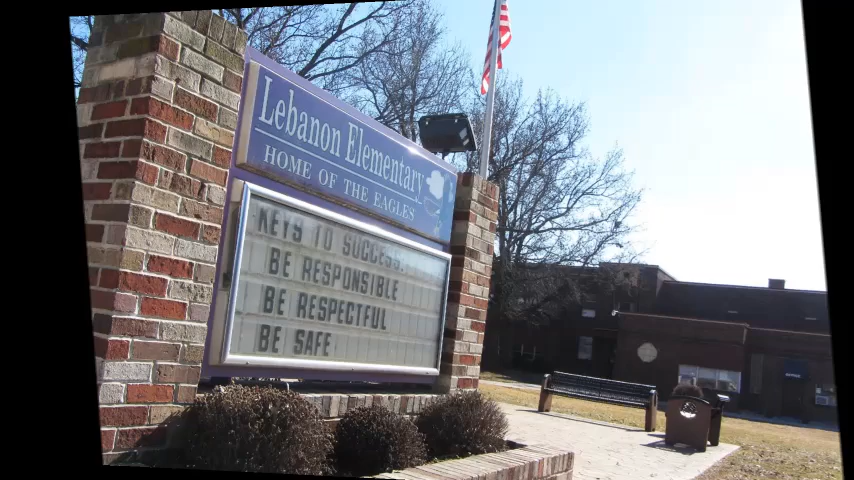 Lebanon Elementary
HOME OF THE EAGLES
KEYS TO SUCCESS:
BE RESPONSIBLE
BE RESPECTFUL
BE SAFE